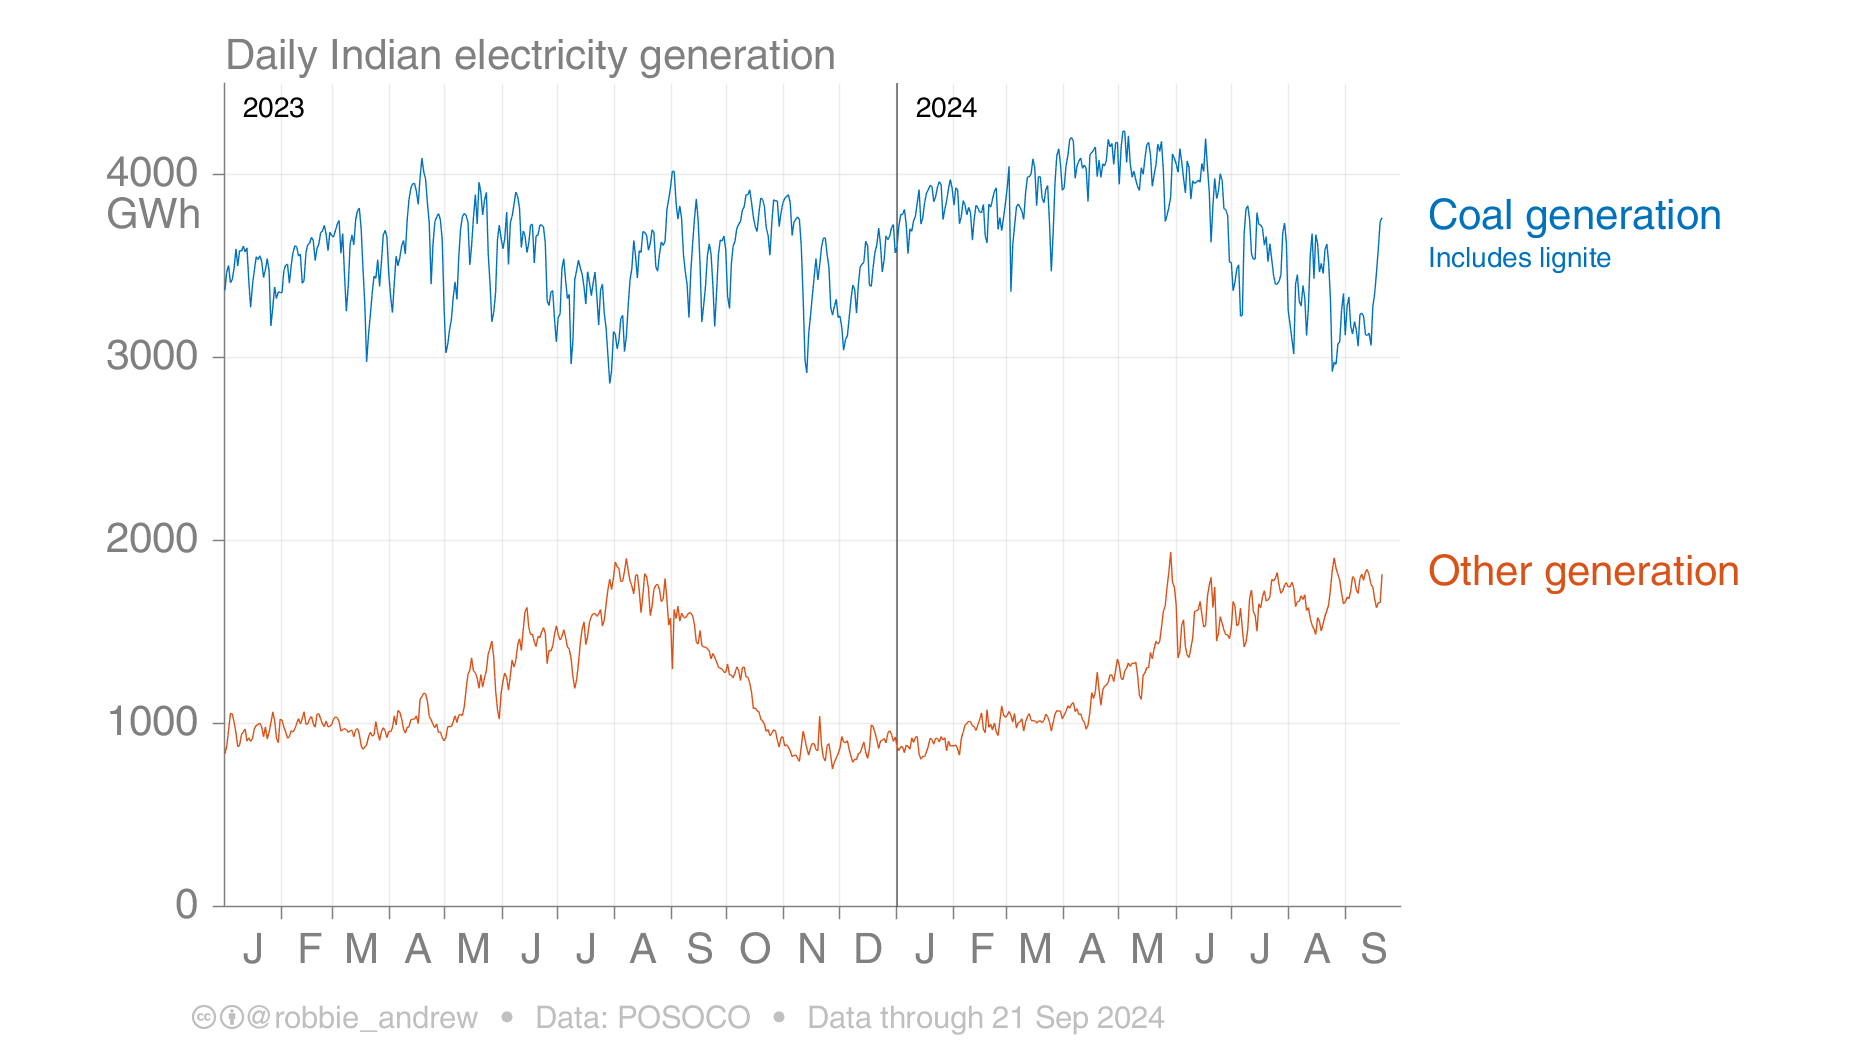 Daily Indian electricity generation
2023
2024
4000
GWh
3000
2000
1000
0
Coal generation
Includes lignite
Other generation
J F M A M J J A S O N D J F M A M J J A S
cc @robbie_andrew • Data: POSOCO • Data through 21 Sep 2024